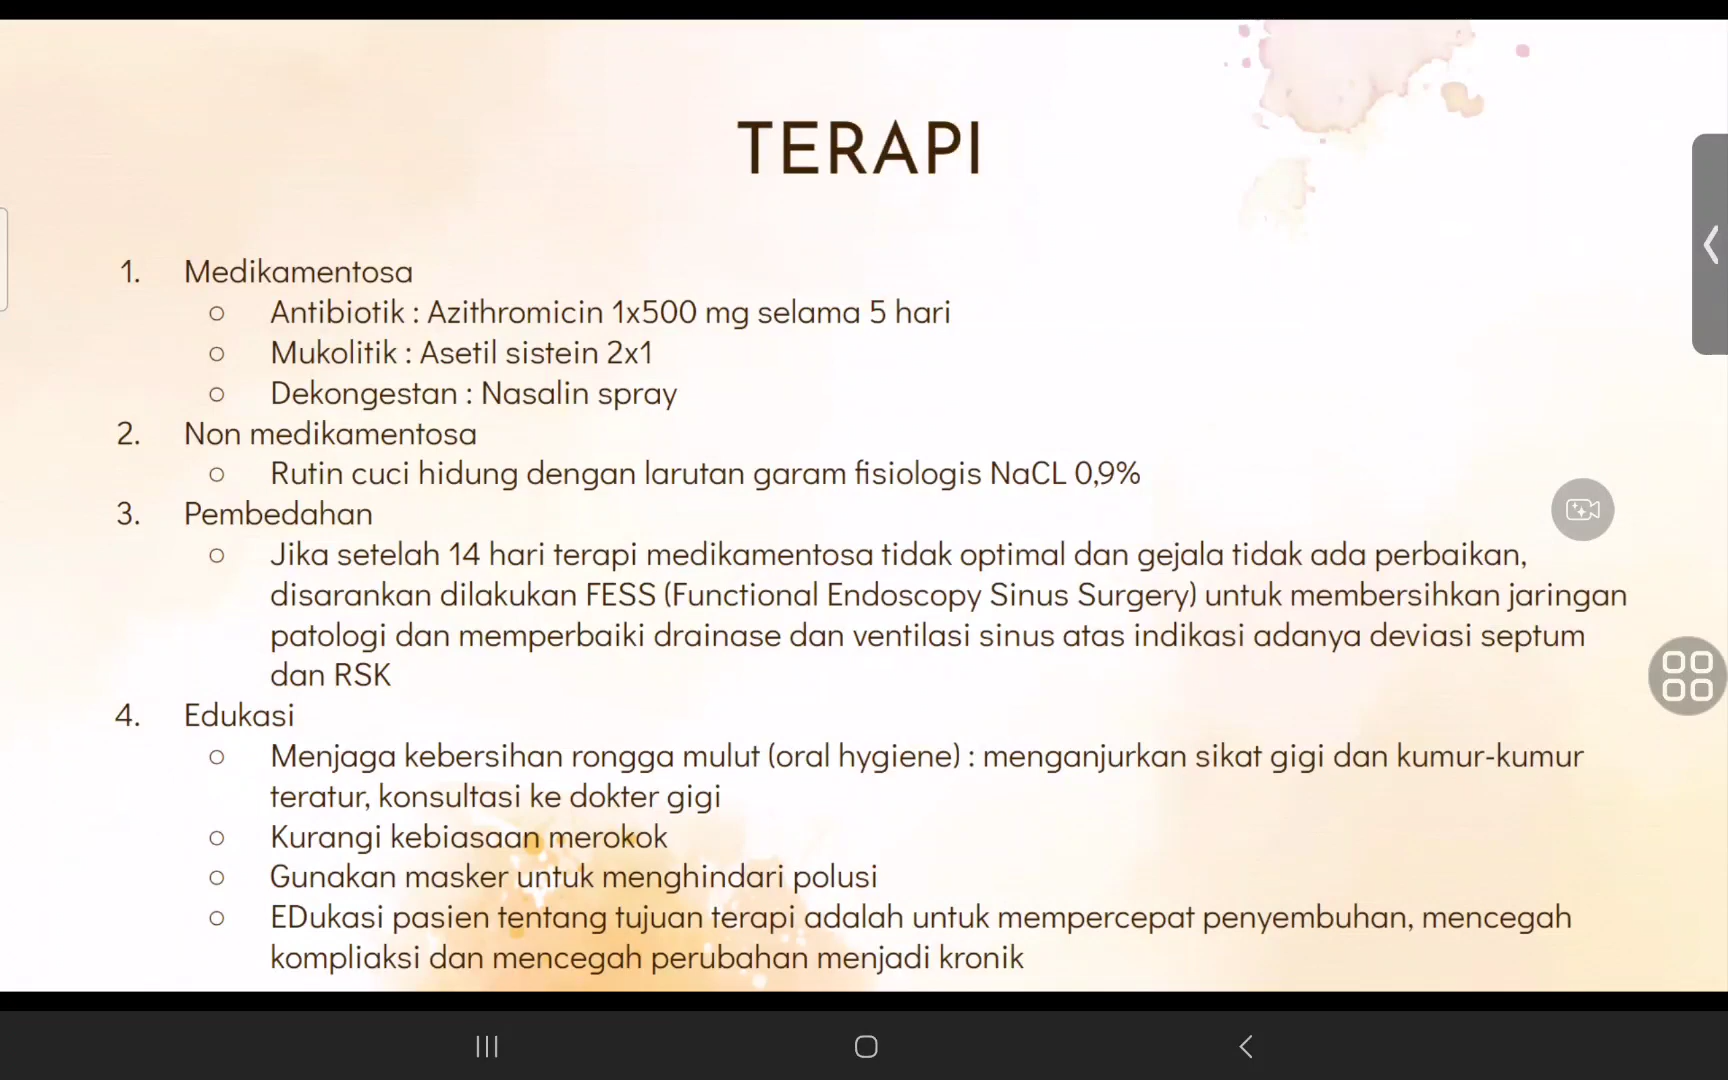 TERAPI
1. Medikamentosa
○ Antibiotik : Azithromicin 1x500 mg selama 5 hari
○ Mukolitik : Asetil sistein 2x1
○ Dekongestan : Nasalin spray
2. Non medikamentosa
○ Rutin cuci hidung dengan larutan garam fisiologis NaCL 0,9%
3. Pembedahan
○ Jika setelah 14 hari terapi medikamentosa tidak optimal dan gejala tidak ada perbaikan,
disarankan dilakukan FESS (Functional Endoscopy Sinus Surgery) untuk membersihkan jaringan
patologi dan memperbaiki drainase dan ventilasi sinus atas indikasi adanya deviasi septum
dan RSK
4. Edukasi
○ Menjaga kebersihan rongga mulut (oral hygiene) : menganjurkan sikat gigi dan kumur-kumur
teratur, konsultasi ke dokter gigi
○ Kurangi kebiasaan merokok
○ Gunakan masker untuk menghindari polusi
○ EDukasi pasien tentang tujuan terapi adalah untuk mempercepat penyembuhan, mencegah
kompliaksi dan mencegah perubahan menjadi kronik